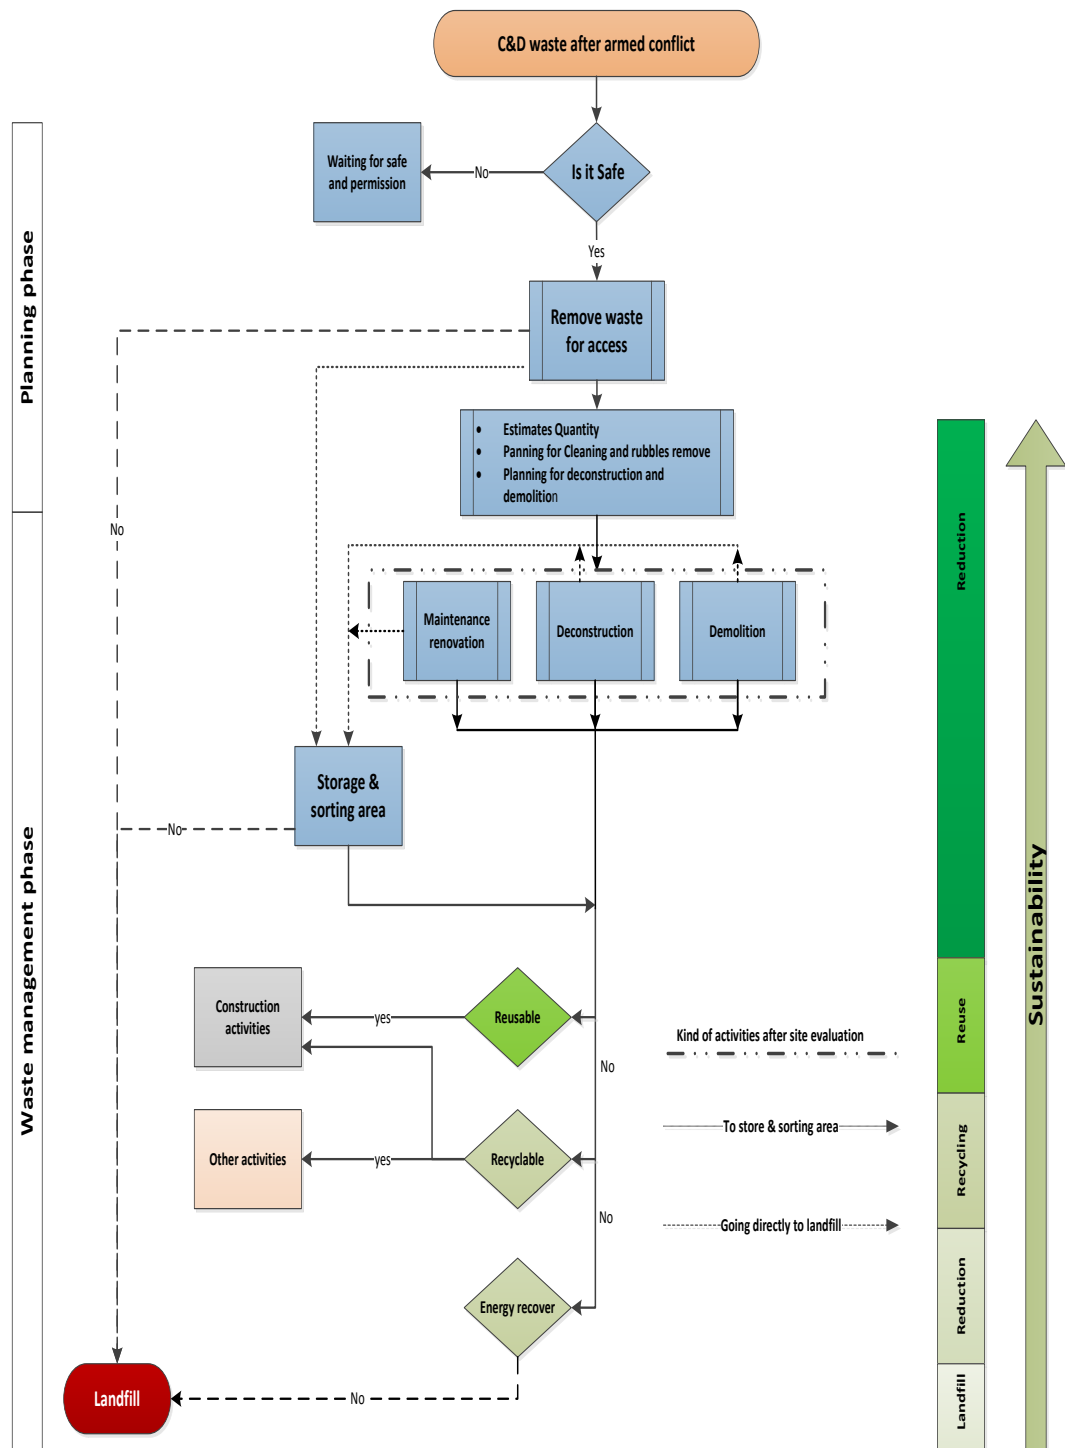 C&D waste after armed conflict
Is it Safe
No
Waiting for safe
and permission
Yes
Planning phase
Remove waste
for access
• Estimates Quantity
• Panning for Cleaning and rubbles remove
• Planning for deconstruction and
demolition
No
Maintenance
renovation
Deconstruction
Demolition
Reduction
Storage &
sorting area
No
Waste management phase
Sustainability
Construction
activities
yes
Reusable
Kind of activities after site evaluation
Reuse
No
To store & sorting area
Other activities
yes
Recyclable
Recycling
No
Going directly to landfill
Energy recover
Reduction
Landfill
No
Landfill